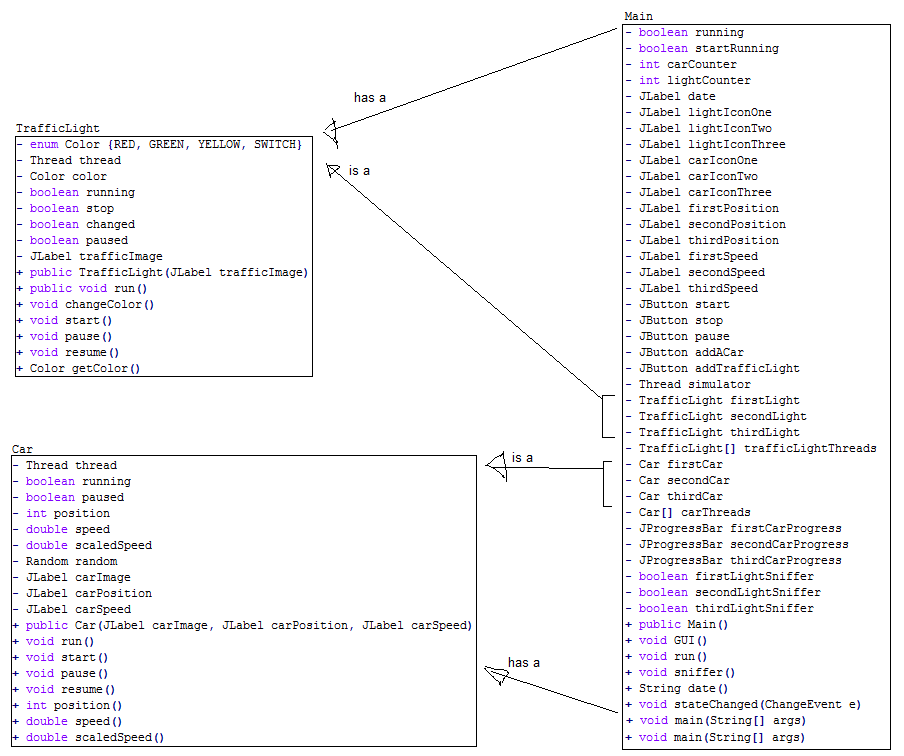 Main
- boolean running
- boolean startRunning
- int carCounter
- int lightCounter
- JLabel date
- JLabel lightIconOne
- JLabel lightIconTwo
- JLabel lightIconThree
- JLabel carIconOne
- JLabel carIconTwo
- JLabel carIconThree
- JLabel firstPosition
- JLabel secondPosition
- JLabel thirdPosition
- JLabel firstSpeed
- JLabel secondSpeed
- JLabel thirdSpeed
- JButton start
- JButton stop
- JButton pause
- JButton addACar
- JButton addTrafficLight
- Thread simulator
- TrafficLight firstLight
- TrafficLight secondLight
- TrafficLight thirdLight
- TrafficLight[] trafficLightThreads
- Car firstCar
- Car secondCar
- Car thirdCar
- Car[] carThreads
- JProgressBar firstCarProgress
- JProgressBar secondCarProgress
- JProgressBar thirdCarProgress
- boolean firstLightSniffer
- boolean secondLightSniffer
- boolean thirdLightSniffer
+ public Main()
+ void GUI()
+ void run()
+ void sniffer()
+ String date()
+ void stateChanged(ChangeEvent e)
+ void main(String[] args)
+ void main(String[] args)
has a
is a
TrafficLight
- enum Color {RED, GREEN, YELLOW, SWITCH}
- Thread thread
- Color color
- boolean running
- boolean stop
- boolean changed
- boolean paused
- JLabel trafficImage
+ public TrafficLight(JLabel trafficImage)
+ public void run()
+ void changeColor()
+ void start()
+ void pause()
+ void resume()
+ Color getColor()
is a
has a
Car
- Thread thread
- boolean running
- boolean paused
- int position
- double speed
- double scaledSpeed
- Random random
- JLabel carImage
- JLabel carPosition
- JLabel carSpeed
+ public Car(JLabel carImage, JLabel carPosition, JLabel carSpeed)
+ void run()
+ void start()
+ void pause()
+ void resume()
+ int position()
+ double speed()
+ double scaledSpeed()